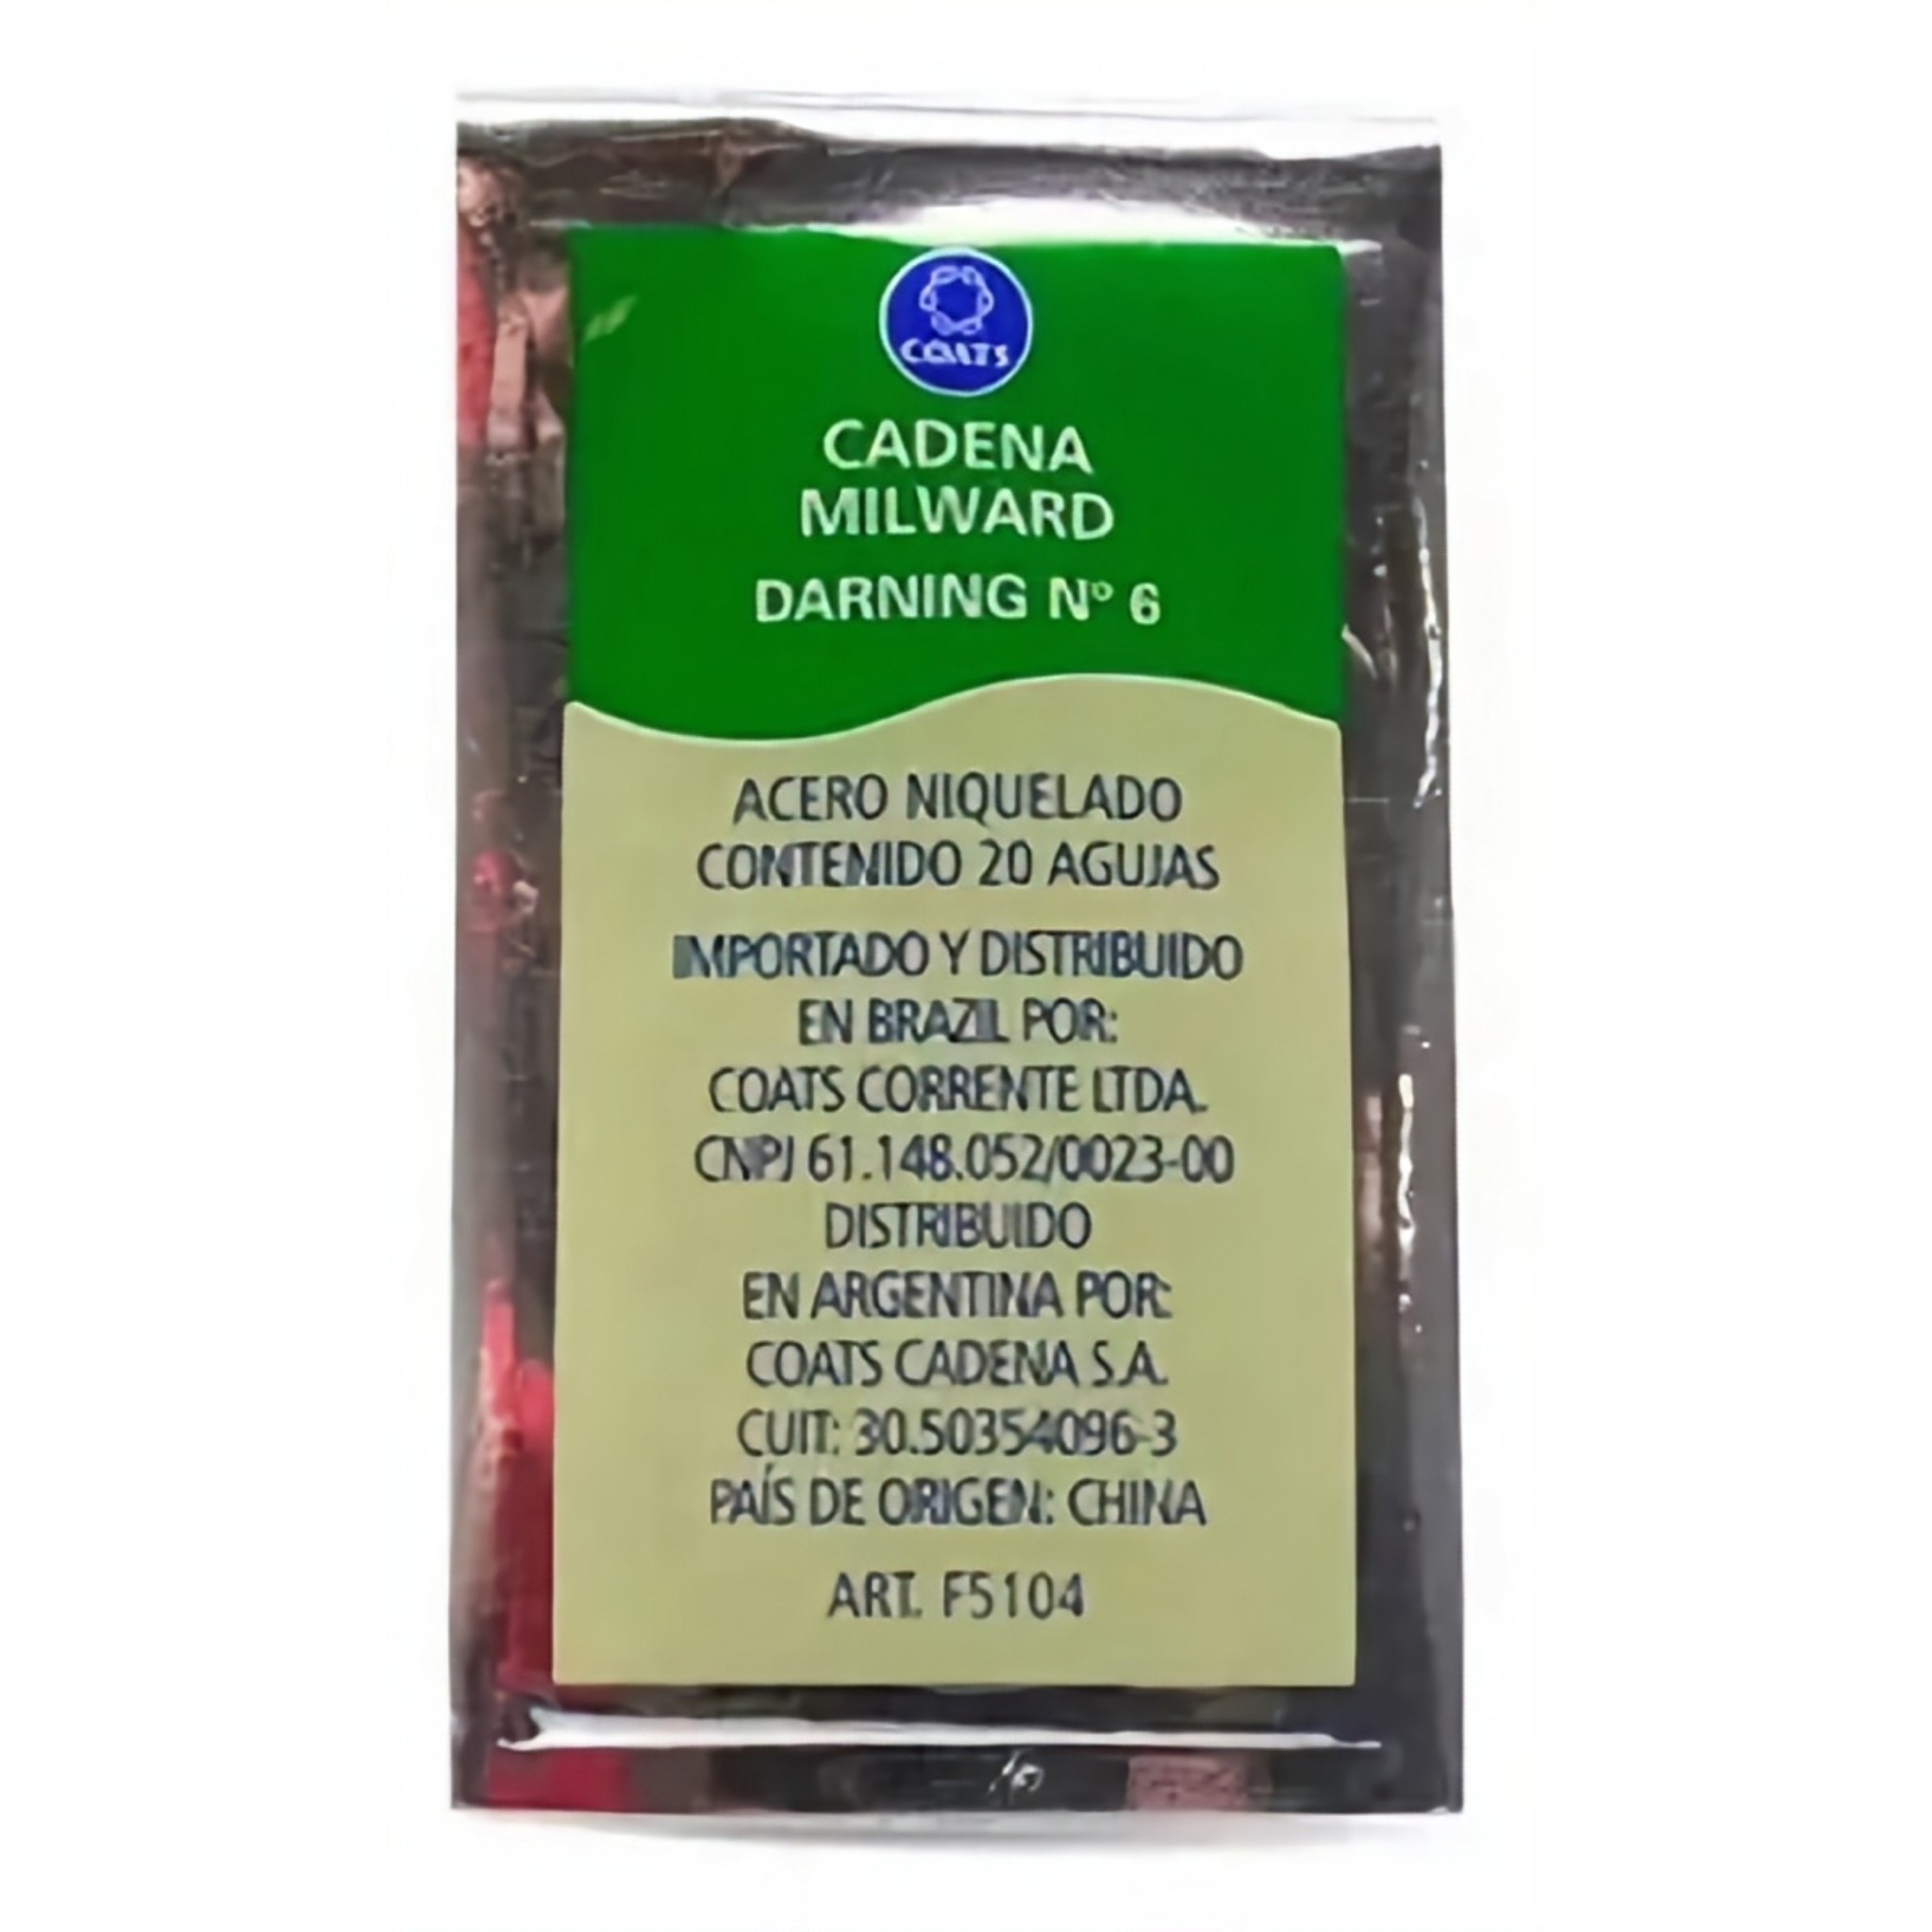 COATS
CADENA
MILWARD
DARNING Nº 6
ACERO NIQUELADO
CONTENIDO 20 AGUJAS
IMPORTADO Y DISTRIBUIDO
EN BRAZIL POR:
COATS CORRENTE LTDA.
CNPJ 61.148.052/0023-00
DISTRIBUIDO
EN ARGENTINA POR:
COATS CADENA S.A.
CUIT: 30.50354096-3
PAÍS DE ORIGEN: CHINA
ART. F5104